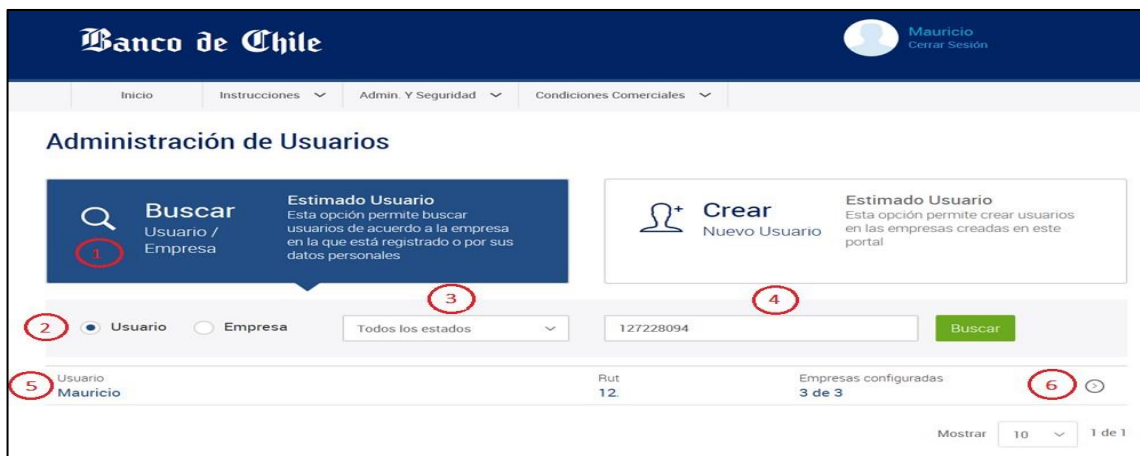 Banco de Chile
Mauricio
Cerrar Sesión
Inicio Instrucciones Admin. Y Seguridad Condiciones Comerciales
Administración de Usuarios
Buscar
Usuario /
Empresa
1
Estimado Usuario
Esta opción permite buscar
usuarios de acuerdo a la empresa
en la que está registrado o por sus
datos personales
Crear
Nuevo Usuario
Estimado Usuario
Esta opción permite crear usuarios
en las empresas creadas en este
portal
3 4
2 Usuario Empresa Todos los estados 127228094 Buscar
Usuario Rut Empresas configuradas
5 6
Mauricio 12. 3 de 3
Mostrar 10 1 de 1